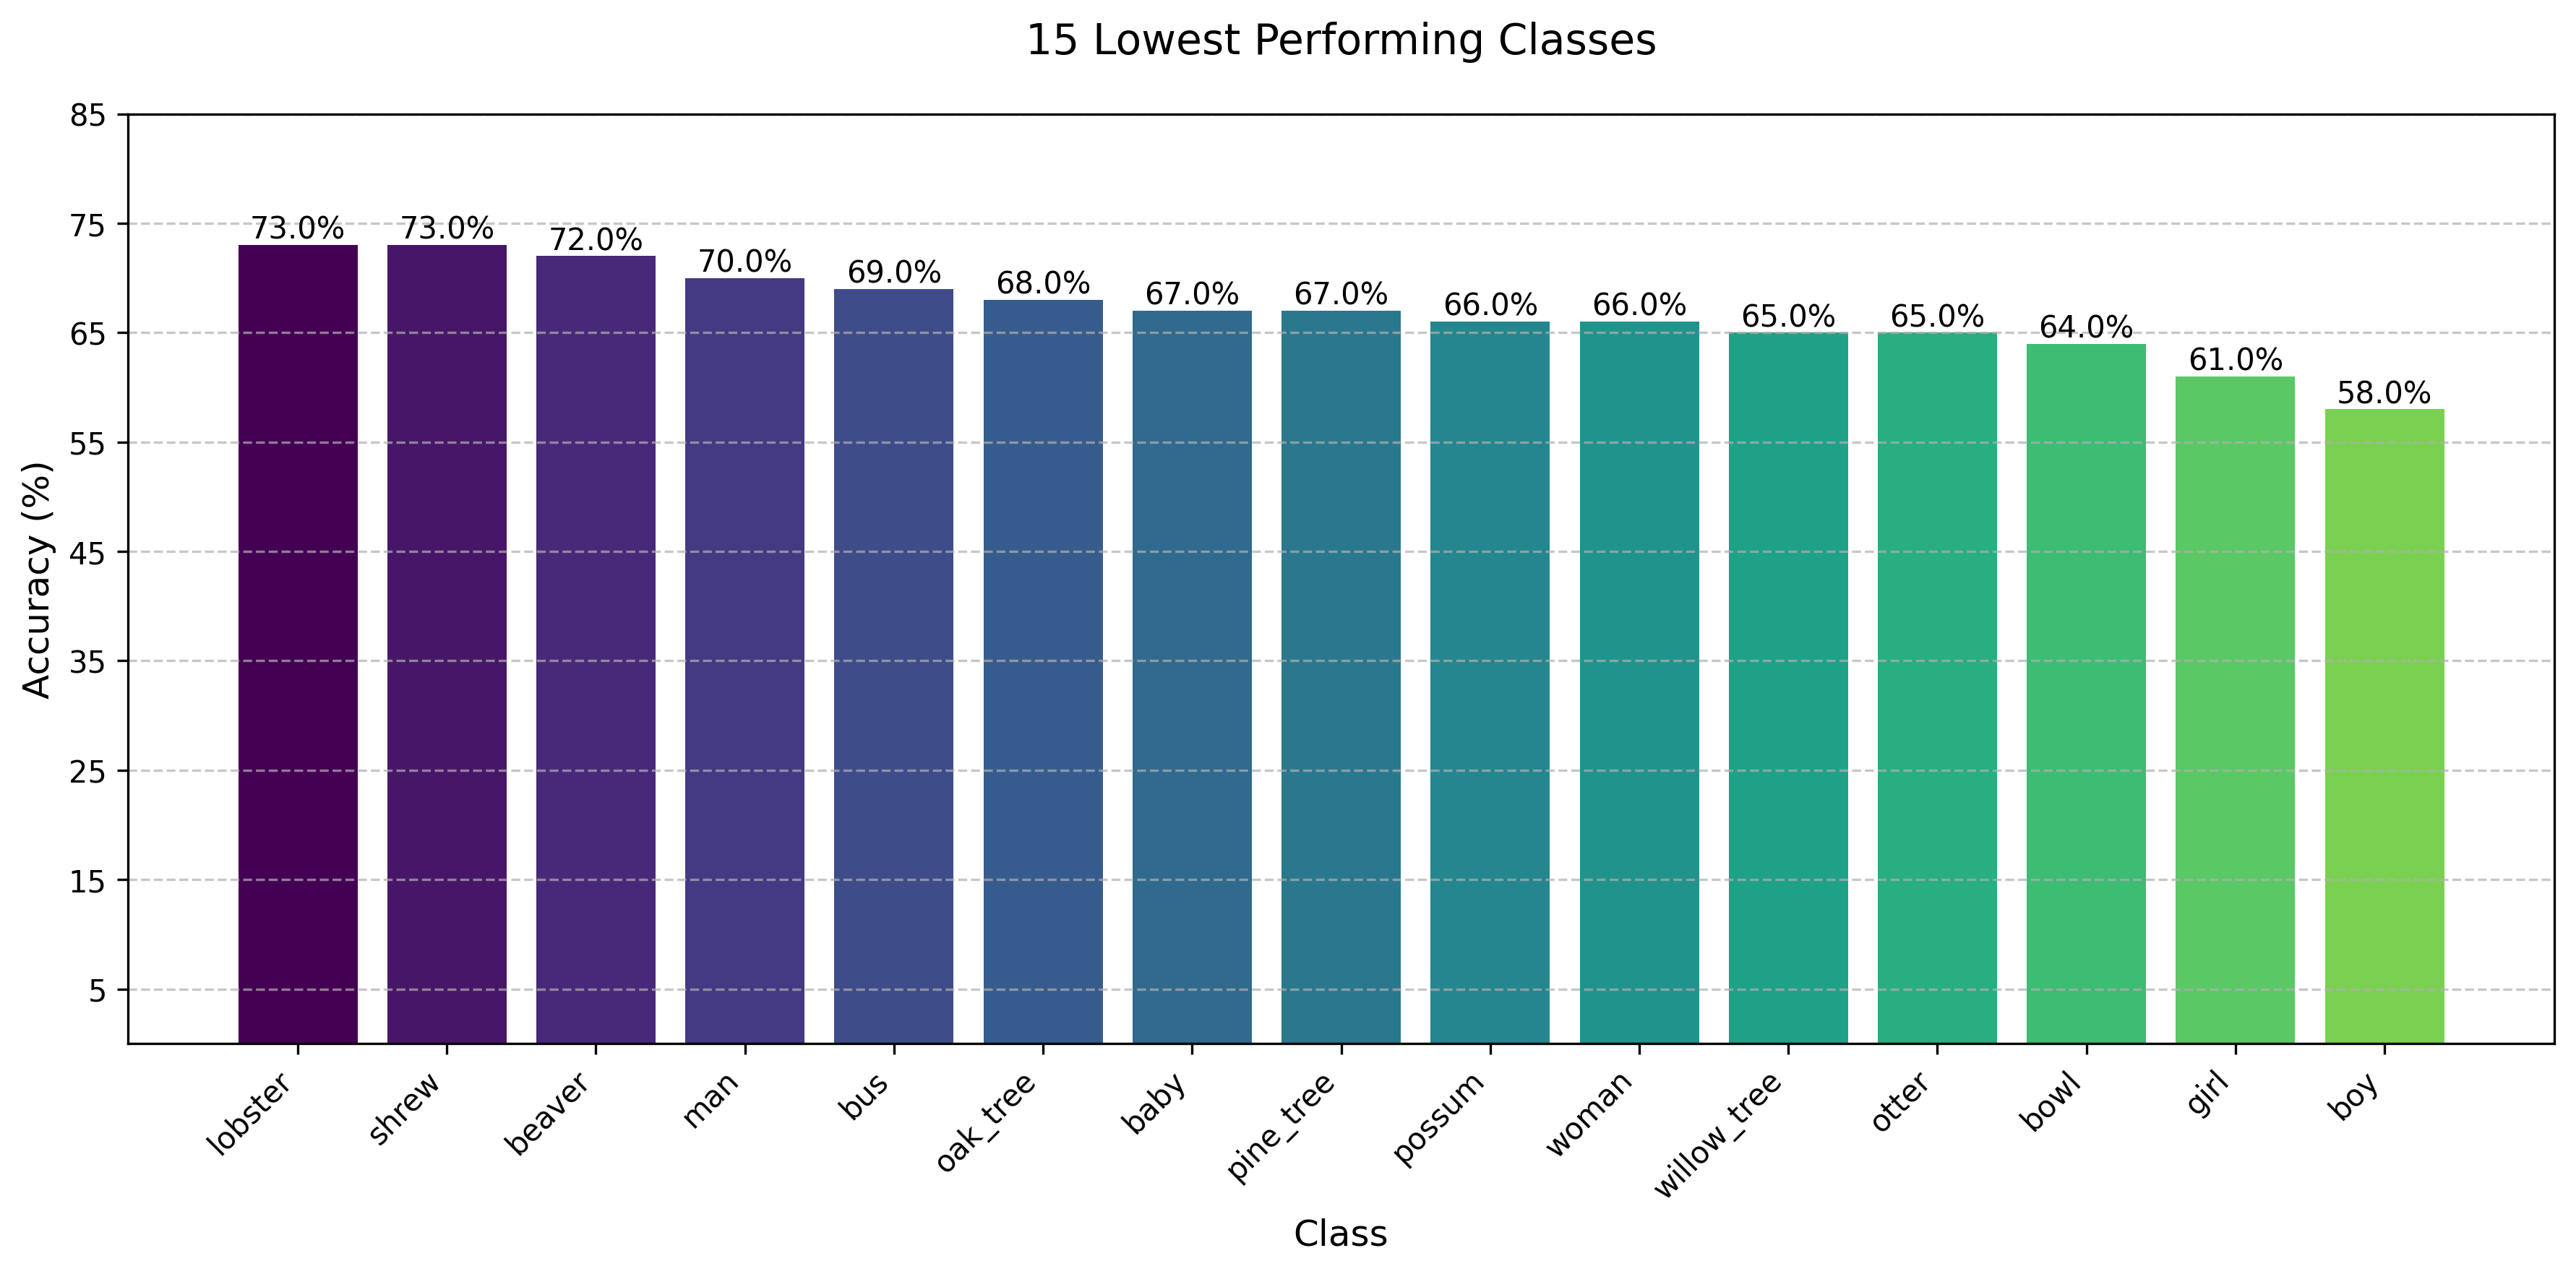 15 Lowest Performing Classes
85
75
65
55
45
35
25
15
5
Accuracy (%)
73.0%
73.0%
72.0%
70.0%
69.0%
68.0%
67.0%
67.0%
66.0%
66.0%
65.0%
65.0%
64.0%
61.0%
58.0%
lobster
shrew
beaver
man
bus
oak_tree
baby
pine_tree
possum
woman
willow_tree
otter
bowl
girl
boy
Class